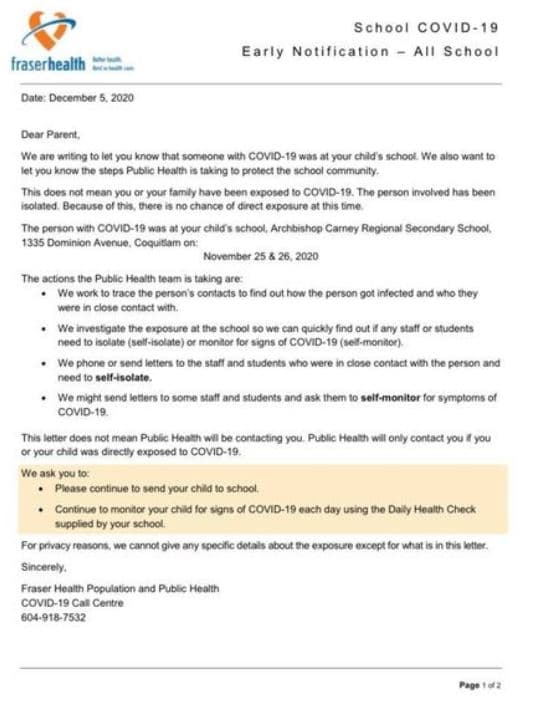 School COVID-19
Early Notification – All School
fraserhealth
Better health.
Best in health care.
Date: December 5, 2020
Dear Parent,
We are writing to let you know that someone with COVID-19 was at your child's school. We also want to
let you know the steps Public Health is taking to protect the school community.
This does not mean you or your family have been exposed to COVID-19. The person involved has been
isolated. Because of this, there is no chance of direct exposure at this time.
The person with COVID-19 was at your child's school, Archbishop Carney Regional Secondary School,
1335 Dominion Avenue, Coquitlam on:
November 25 & 26, 2020
The actions the Public Health team is taking are:
• We work to trace the person's contacts to find out how the person got infected and who they
were in close contact with.
• We investigate the exposure at the school so we can quickly find out if any staff or students
need to isolate (self-isolate) or monitor for signs of COVID-19 (self-monitor).
• We phone or send letters to the staff and students who were in close contact with the person and
need to self-isolate.
• We might send letters to some staff and students and ask them to self-monitor for symptoms of
COVID-19.
This letter does not mean Public Health will be contacting you. Public Health will only contact you if you
or your child was directly exposed to COVID-19.
We ask you to:
• Please continue to send your child to school.
• Continue to monitor your child for signs of COVID-19 each day using the Daily Health Check
supplied by your school.
For privacy reasons, we cannot give any specific details about the exposure except for what is in this letter.
Sincerely,
Fraser Health Population and Public Health
COVID-19 Call Centre
604-918-7532
Page 1 of 2